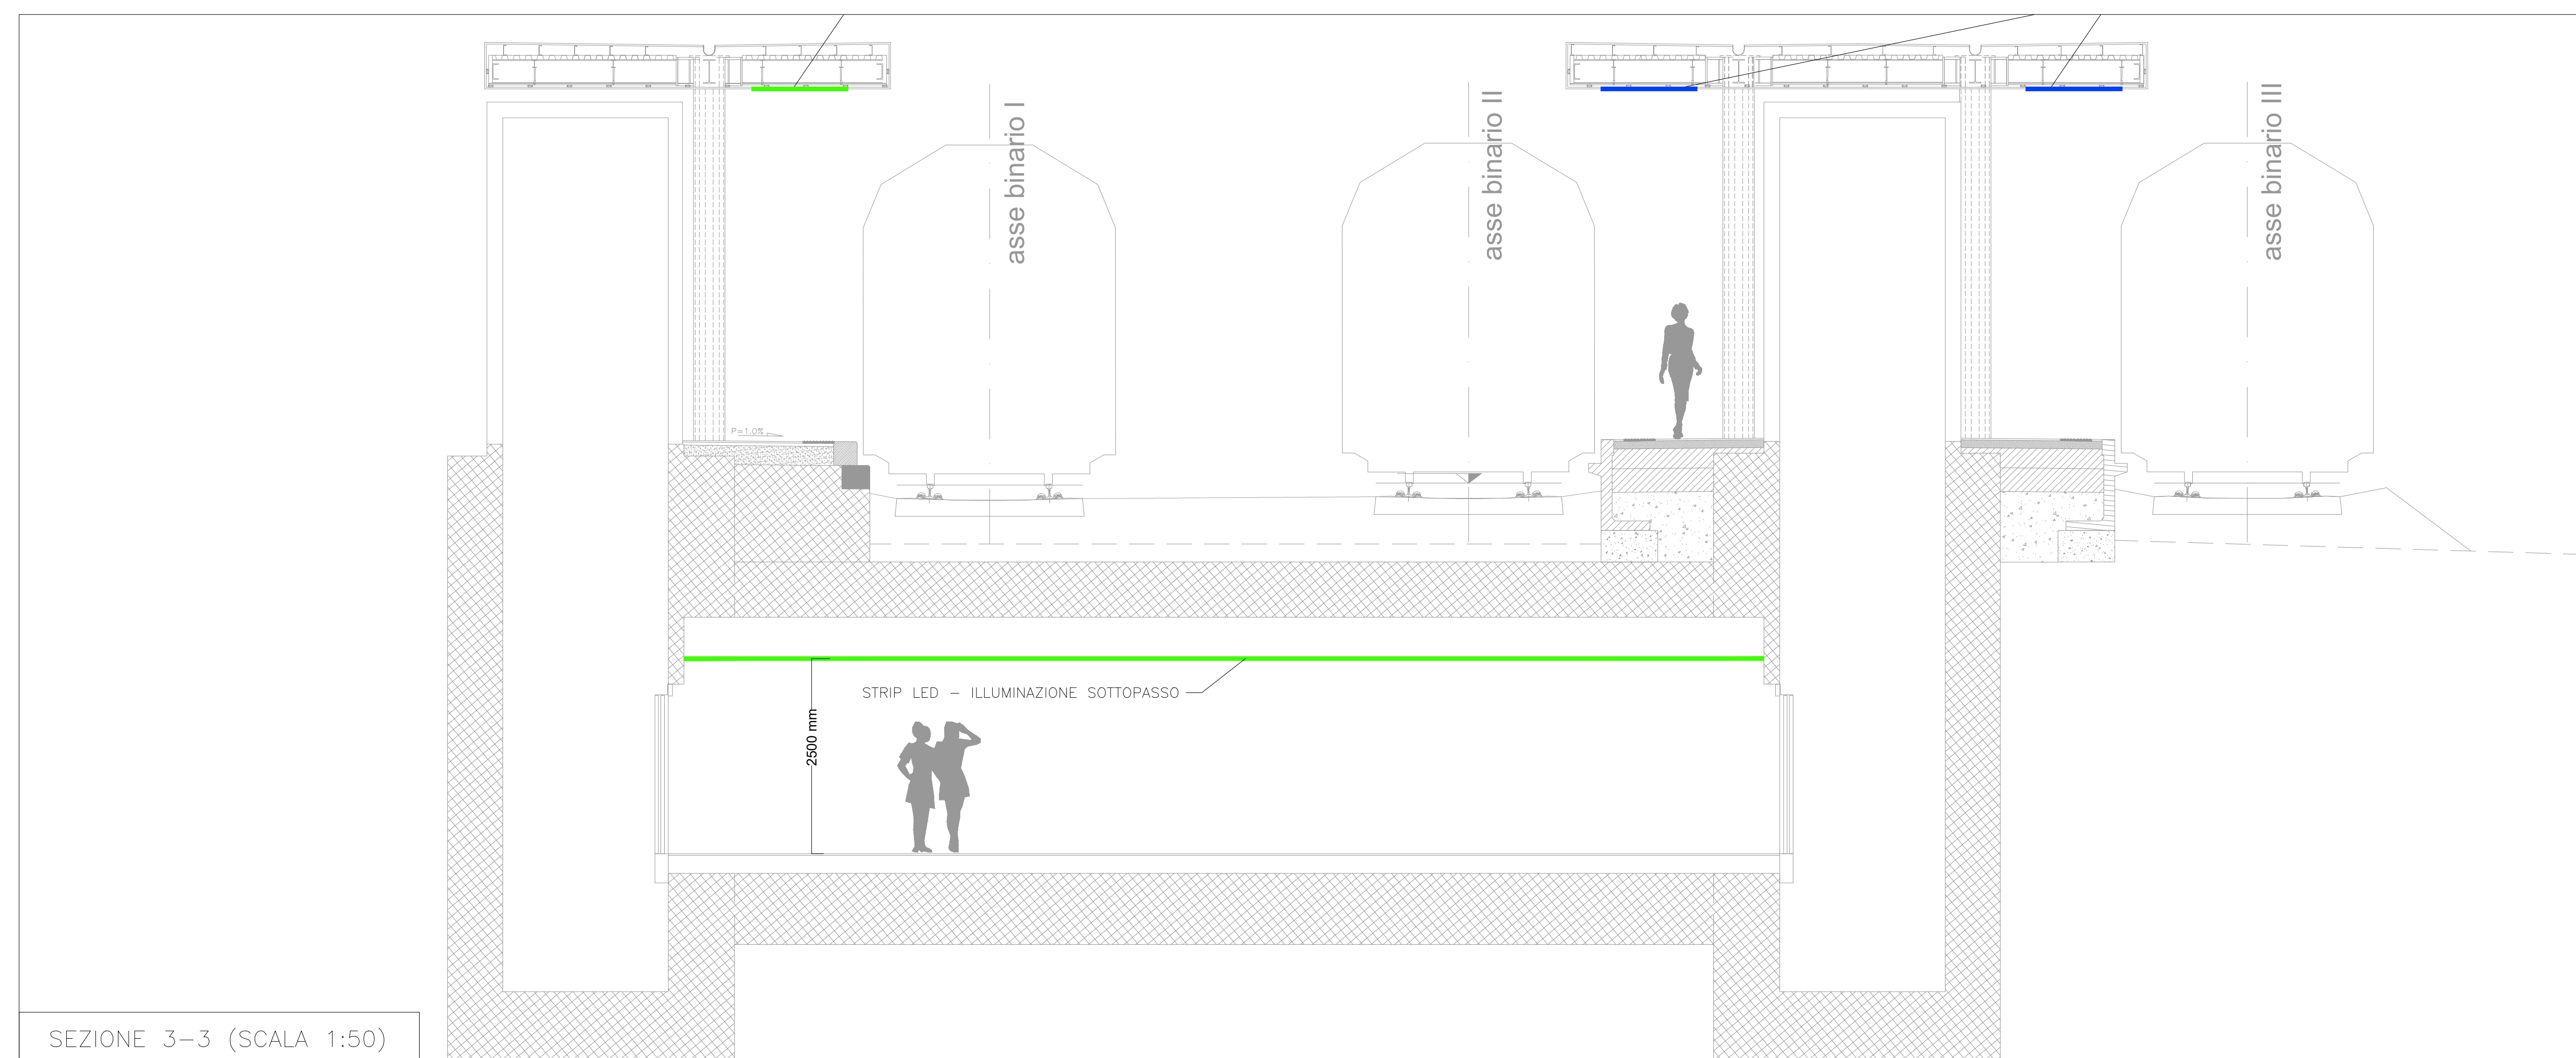 asse binario I
asse binario II
asse binario III
P=1.0%
STRIP LED – ILLUMINAZIONE SOTTOPASSO
2500 mm
SEZIONE 3–3 (SCALA 1:50)